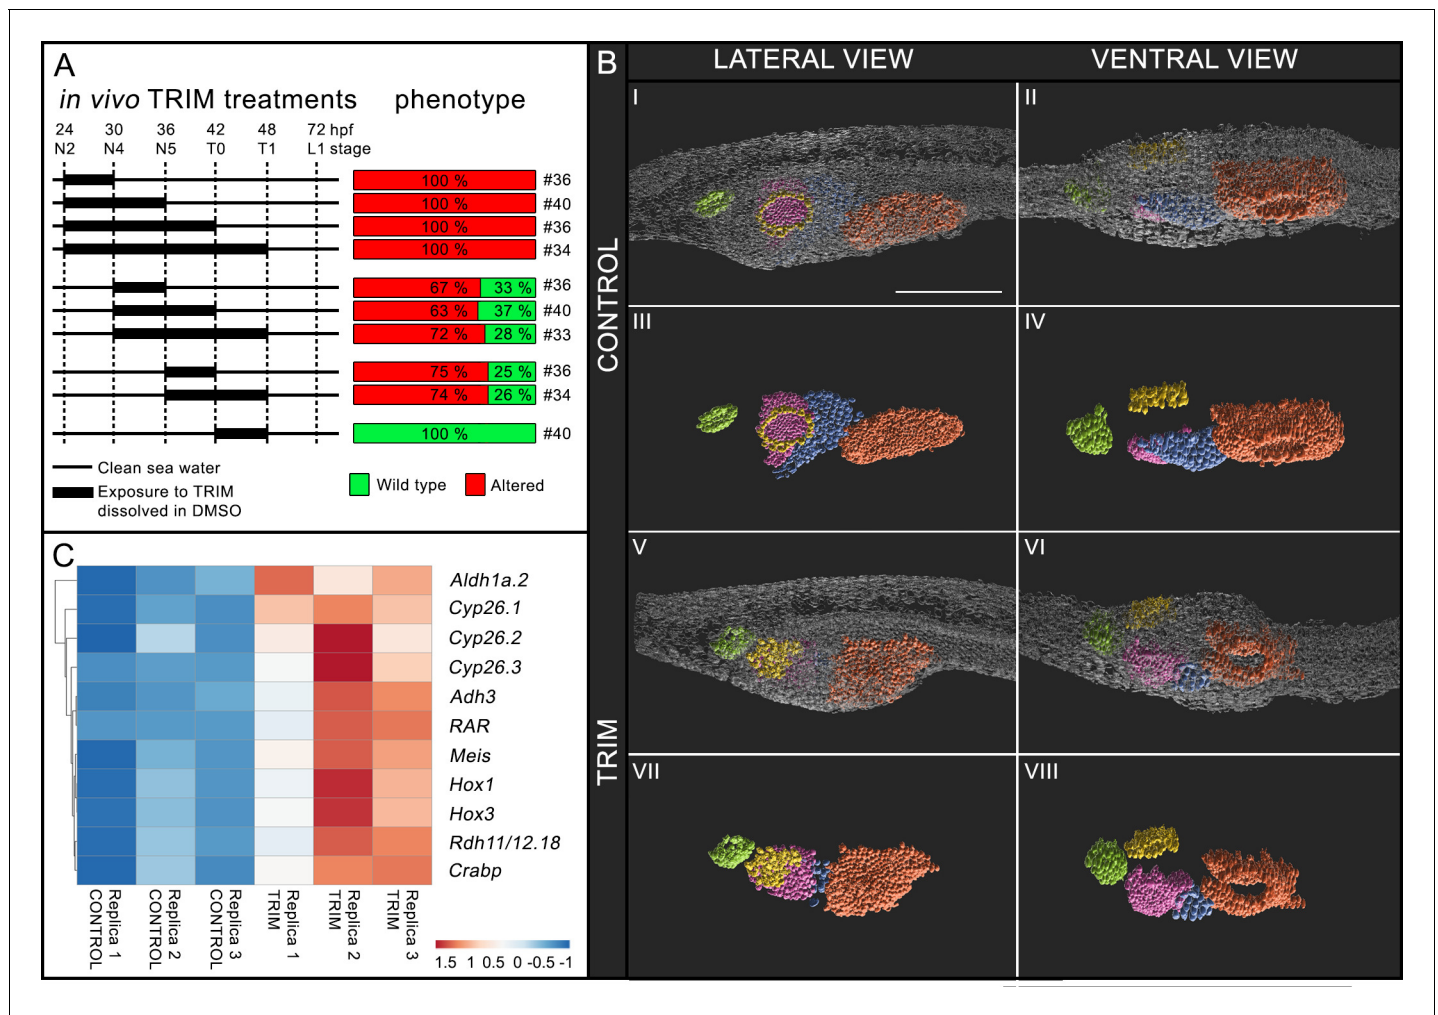 A
in vivo TRIM treatments
phenotype
24 30 36 42 48 72 hpf
N2 N4 N5 T0 T1 L1 stage
100 % #36
100 % #40
100 % #36
100 % #34
67 % 33 % #36
63 % 37 % #40
72 % 28 % #33
75 % 25 % #36
74 % 26 % #34
100 % #40
Clean sea water
Exposure to TRIM
dissolved in DMSO
Wild type
Altered
B
LATERAL VIEW
VENTRAL VIEW
CONTROL
TRIM
I
II
III
IV
V
VI
VII
VIII
C
Aldh1a.2
Cyp26.1
Cyp26.2
Cyp26.3
Adh3
RAR
Meis
Hox1
Hox3
Rdh11/12.18
Crabp
Replica 1
CONTROL
Replica 2
CONTROL
Replica 3
CONTROL
Replica 1
TRIM
Replica 2
TRIM
Replica 3
TRIM
1.5 1 0.5 0 -0.5 -1